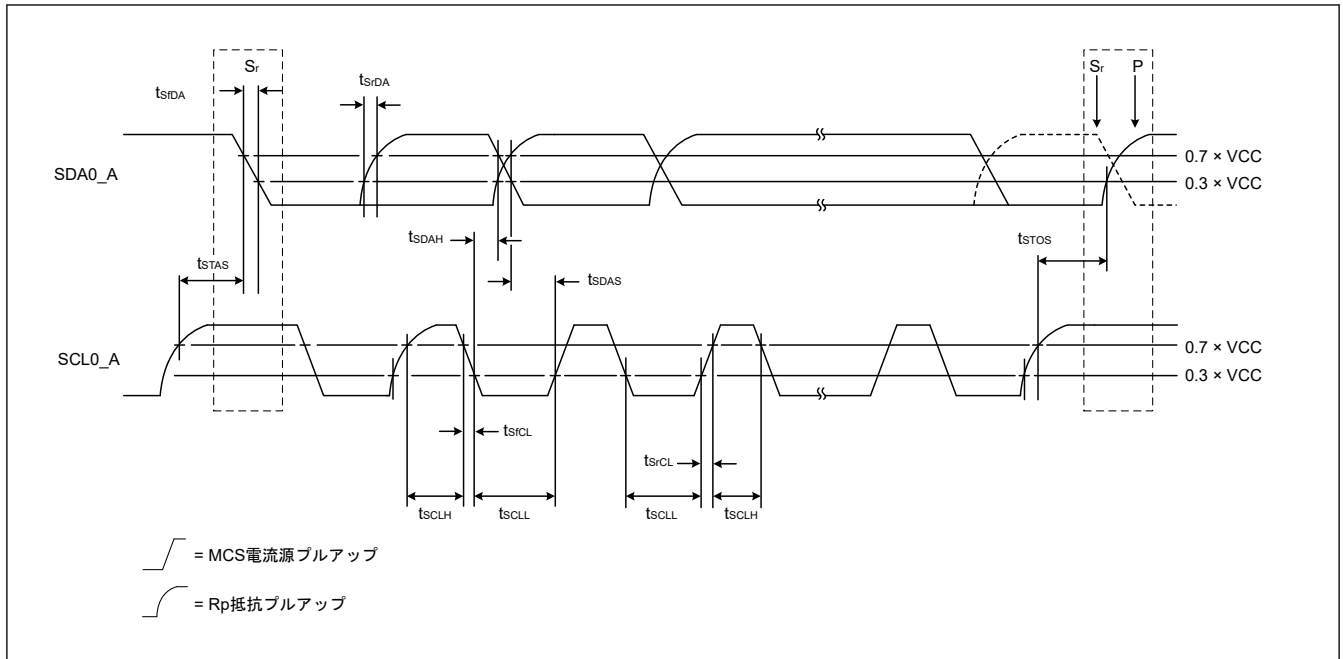 Sr
Sr P
tSfDA
tSrDA
SDA0_A
0.7 × VCC
0.3 × VCC
tSDAH
tSTOS
tSTAS
tSDAS
SCL0_A
0.7 × VCC
0.3 × VCC
tSfCL
tSrCL
tSCLH tSCLL tSCLL tSCLH
= MCS電流源プルアップ
= Rp抵抗プルアップ